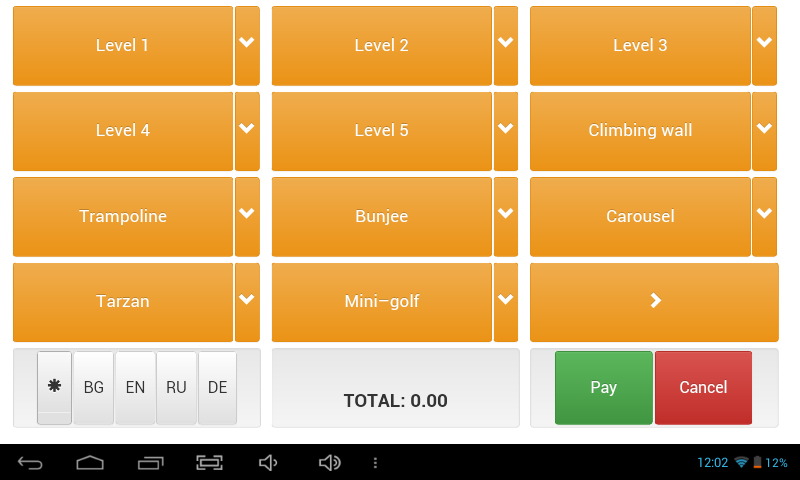 Level 1
Level 2
Level 3
Level 4
Level 5
Climbing wall
Trampoline
Bunjee
Carousel
Tarzan
Mini–golf
BG
EN
RU
DE
TOTAL: 0.00
Pay
Cancel
12:02
12%